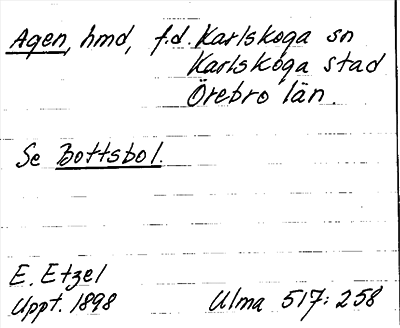 Agen, hmd, f.d. Karlskoga sn
Karlskoga stad
Örebro län.
Se Bottsbol.
E. Etzel
Uppt. 1898
Ulma 517:258